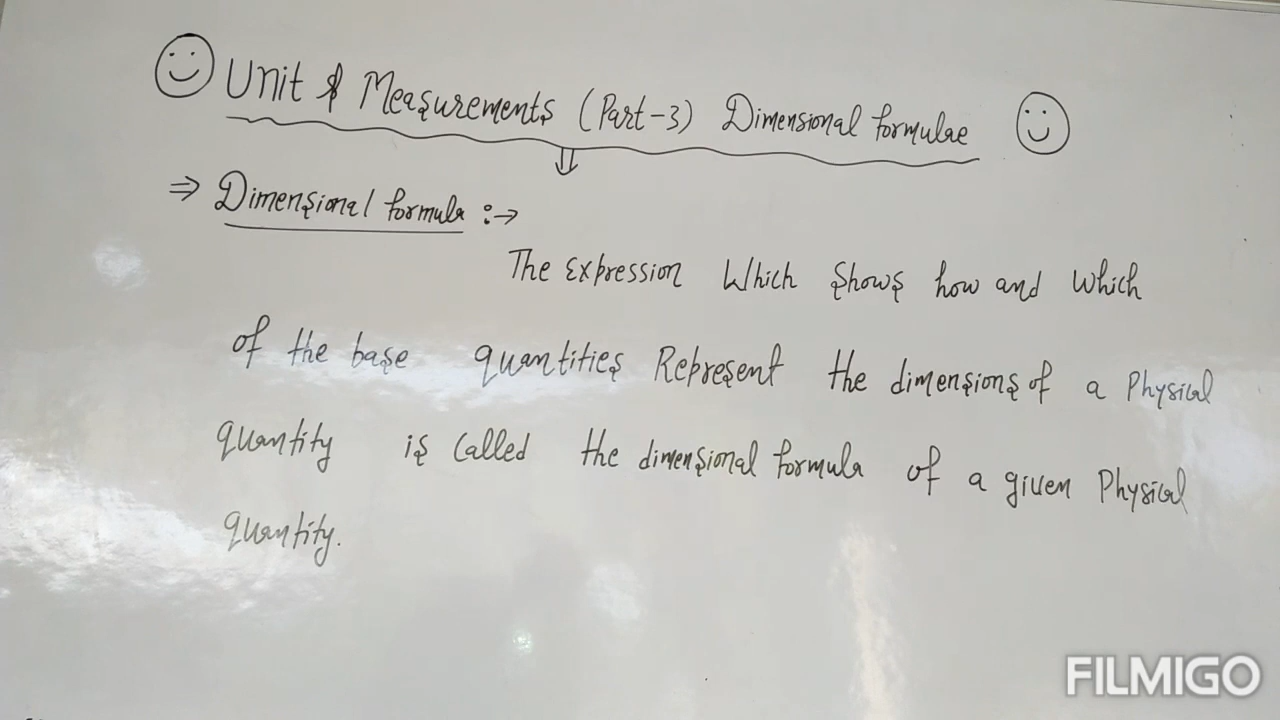 Unit & Measurements (Part-3) Dimensional formulae
⇒ Dimensional formula :→
The Expression Which Shows how and Which
of the base quantities Represent the dimensions of a Physical
quantity is Called the dimensional formula of a given Physical
quantity.
FILMIGO